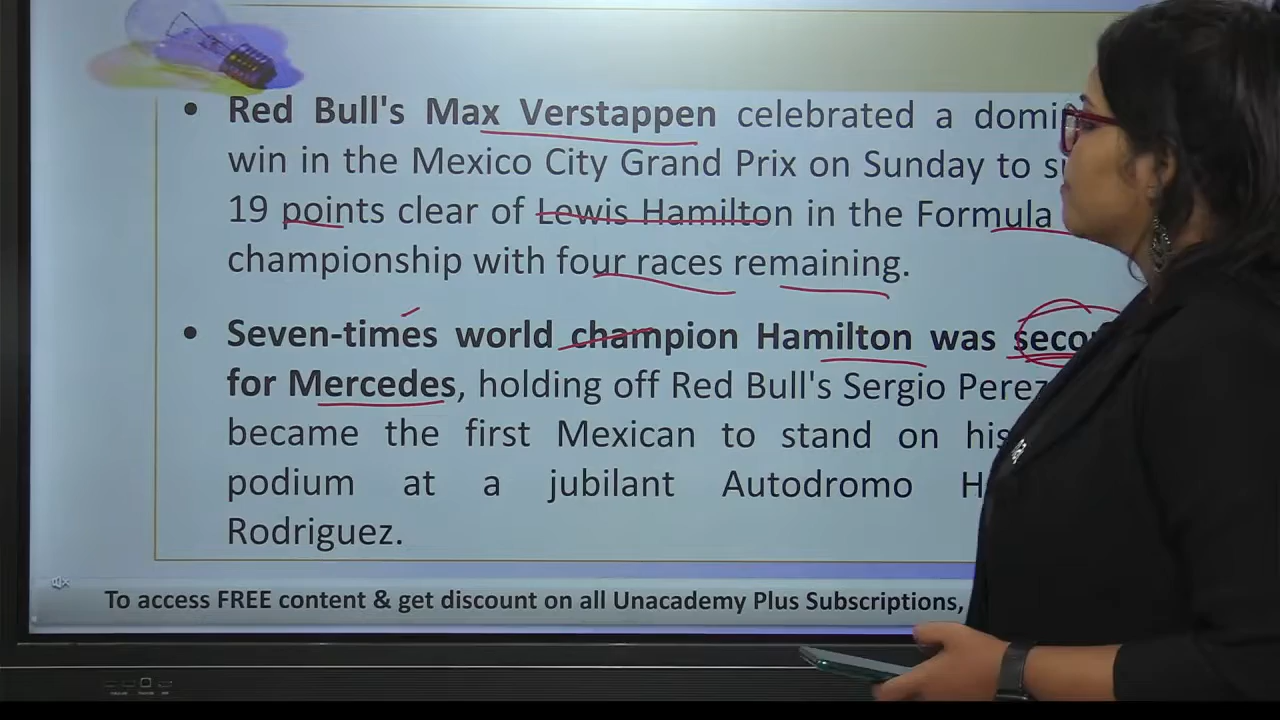 • Red Bull's Max Verstappen celebrated a
win in the Mexico City Grand Prix on Sunday to
19 points clear of Lewis Hamilton in the Formula
championship with four races remaining.
• Seven-times world champion Hamilton was
for Mercedes, holding off Red Bull's Sergio Perez
became the first Mexican to stand on
podium at a jubilant Autodromo
Rodriguez.
To access FREE content & get discount on all Unacademy Plus Subscriptions,